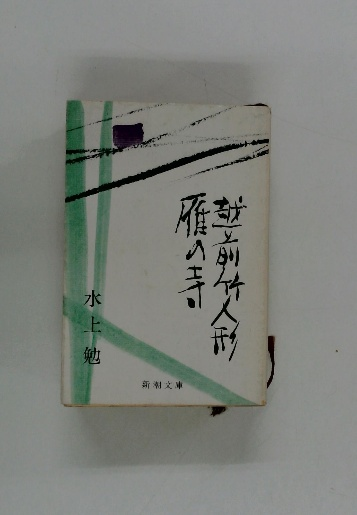 越前竹人形
雁の寺
水上勉
新潮文庫